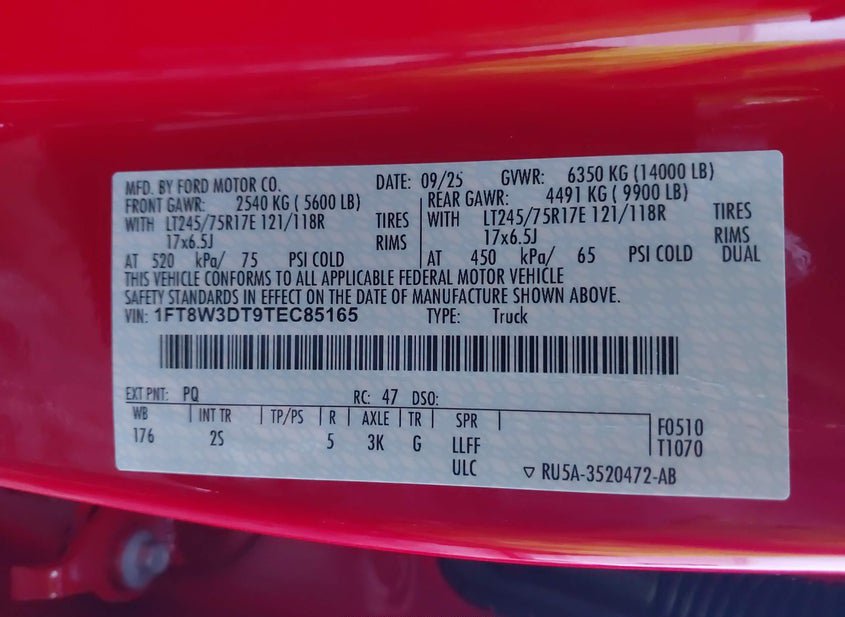 MFD. BY FORD MOTOR CO. DATE: 09/25 GVWR: 6350 KG (14000 LB)
FRONT GAWR: 2540 KG ( 5600 LB) REAR GAWR: 4491 KG ( 9900 LB)
WITH LT245/75R17E 121/118R TIRES WITH LT245/75R17E 121/118R TIRES
17x6.5J RIMS 17x6.5J RIMS
AT 520 kPa/ 75 PSI COLD AT 450 kPa/ 65 PSI COLD DUAL
THIS VEHICLE CONFORMS TO ALL APPLICABLE FEDERAL MOTOR VEHICLE
SAFETY STANDARDS IN EFFECT ON THE DATE OF MANUFACTURE SHOWN ABOVE.
VIN: 1FT8W3DT9TEC85165 TYPE: Truck
EXT PNT: PQ RC: 47 DSO:
WB INT TR TP/PS R AXLE TR SPR F0510
176 2S 5 3K G LLFF T1070
ULC ▽ RU5A-3520472-AB